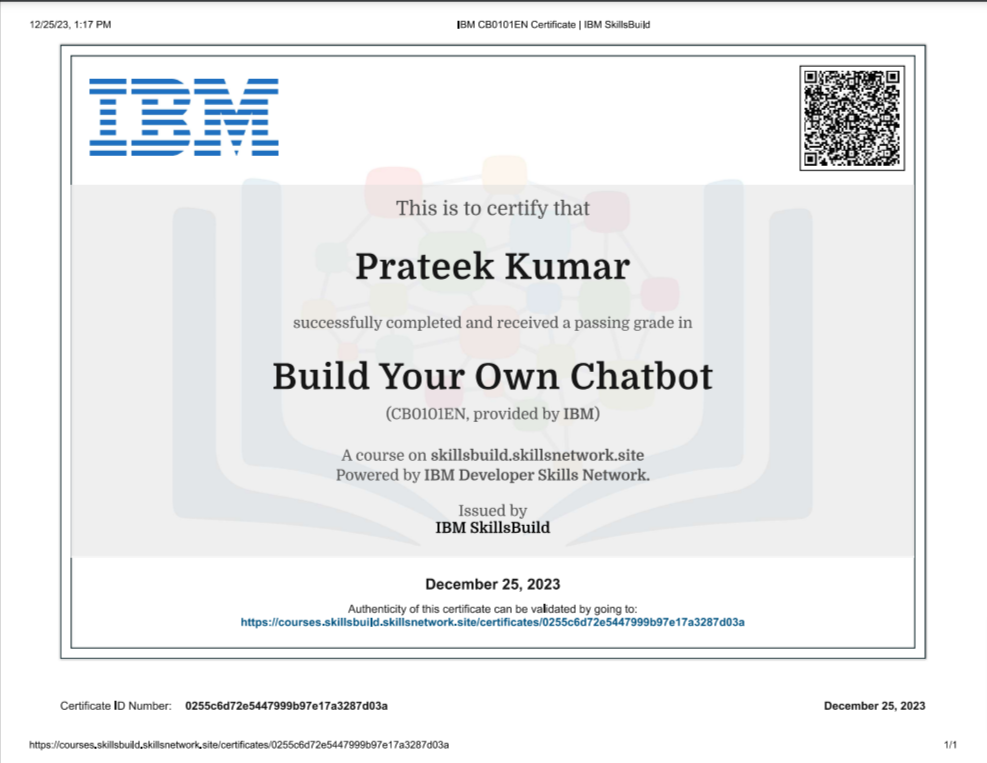 12/25/23, 1:17 PM
IBM CB0101EN Certificate | IBM SkillsBuild
IBM
This is to certify that
Prateek Kumar
successfully completed and received a passing grade in
Build Your Own Chatbot
(CB0101EN, provided by IBM)
A course on skillsbuild.skillsnetwork.site
Powered by IBM Developer Skills Network.
Issued by
IBM SkillsBuild
December 25, 2023
Authenticity of this certificate can be validated by going to:
https://courses.skillsbuild.skillsnetwork.site/certificates/0255c6d72e5447999b97e17a3287d03a
Certificate ID Number: 0255c6d72e5447999b97e17a3287d03a
December 25, 2023
https://courses.skillsbuild.skillsnetwork.site/certificates/0255c6d72e5447999b97e17a3287d03a
1/1